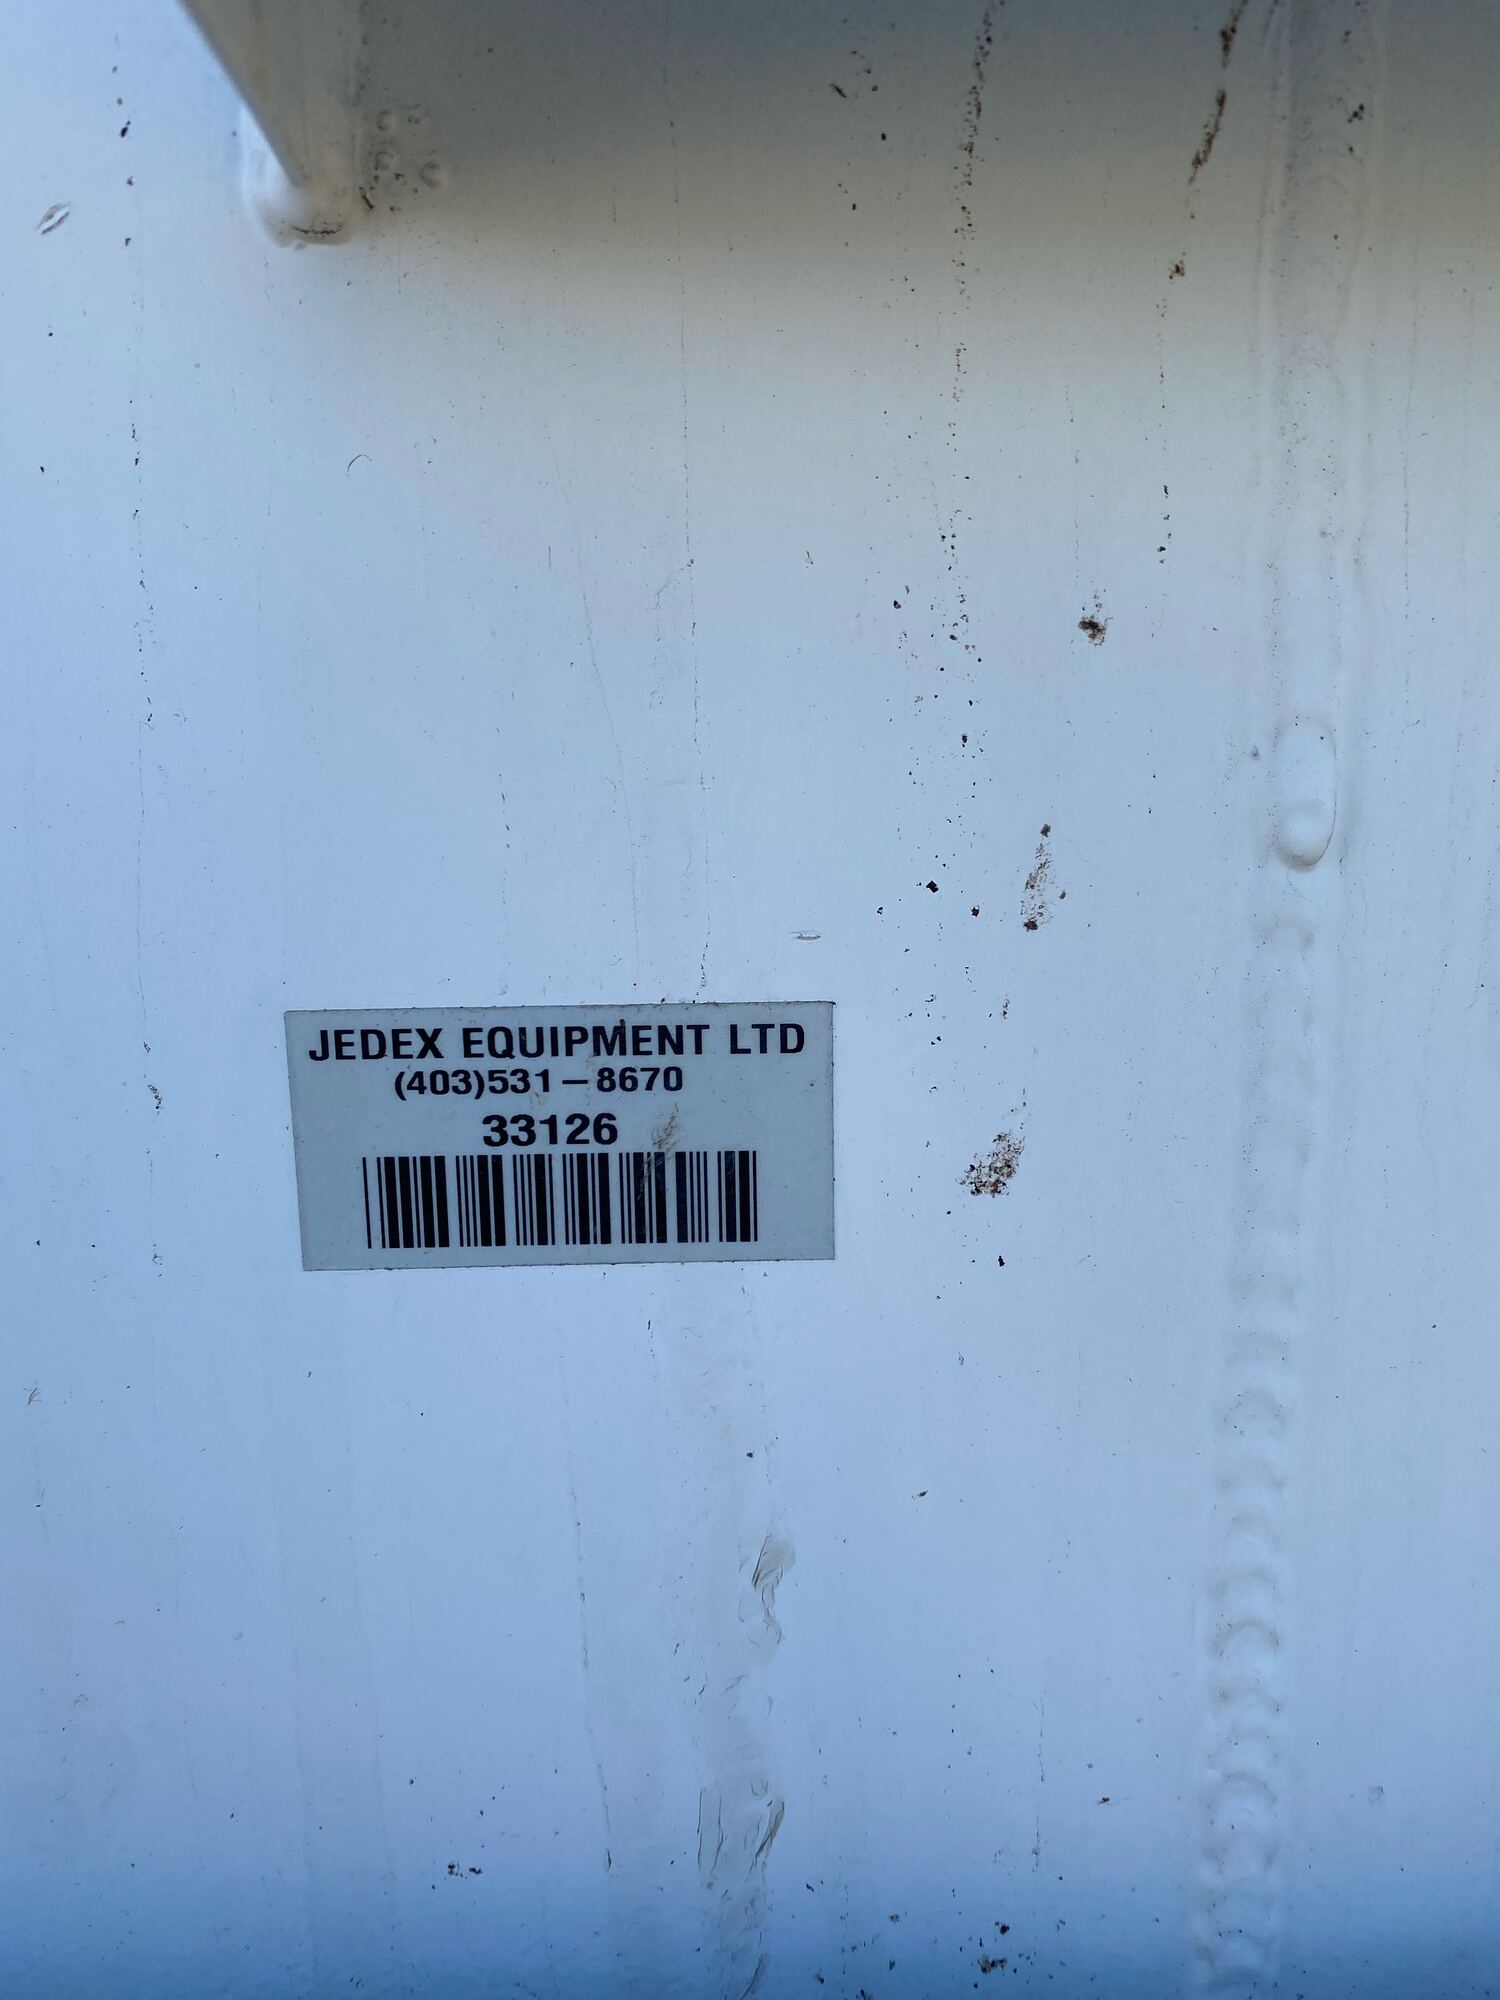 JEDEX EQUIPMENT LTD
(403)531-8670
33126